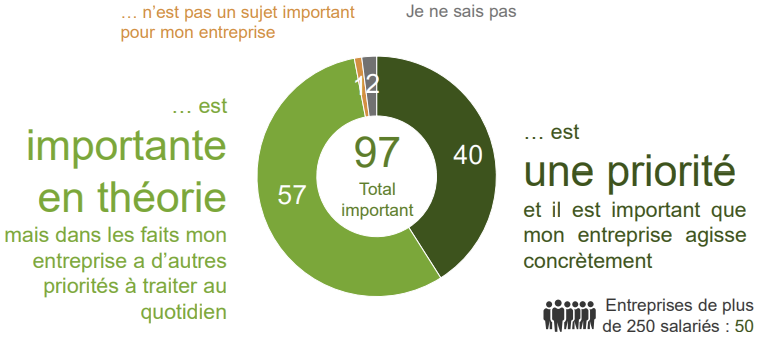 … n’est pas un sujet important
pour mon entreprise
Je ne sais pas
1
2
… est
importante
en théorie
mais dans les faits mon
entreprise a d’autres
priorités à traiter au
quotidien
57
97
Total
important
40
… est
une priorité
et il est important que
mon entreprise agisse
concrètement
Entreprises de plus
de 250 salariés : 50